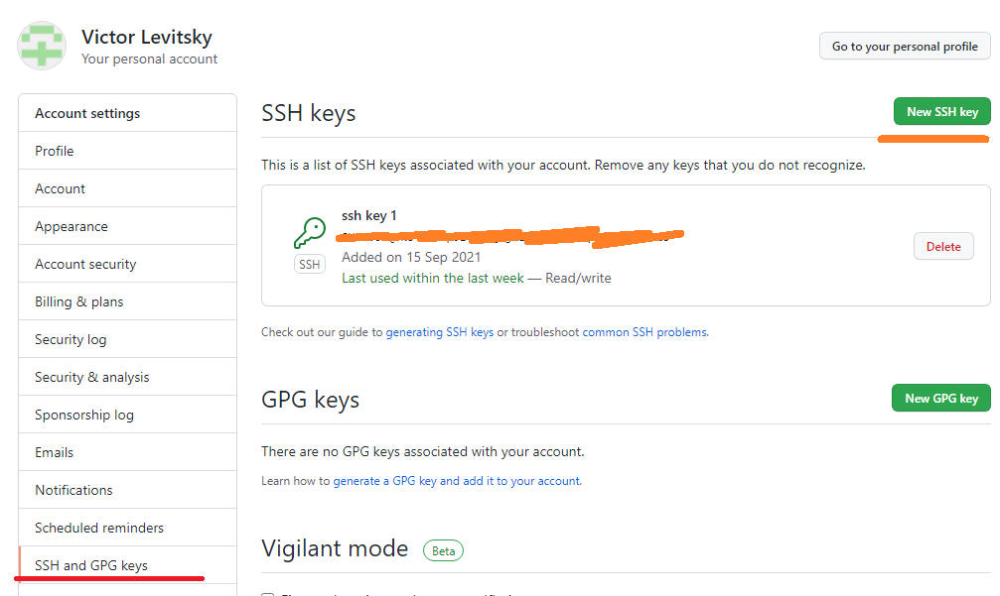 Victor Levitsky
Your personal account
Go to your personal profile
Account settings
Profile
Account
Appearance
Account security
Billing & plans
Security log
Security & analysis
Sponsorship log
Emails
Notifications
Scheduled reminders
SSH and GPG keys
SSH keys
New SSH key
This is a list of SSH keys associated with your account. Remove any keys that you do not recognize.
ssh key 1
SSH
Added on 15 Sep 2021
Last used within the last week — Read/write
Delete
Check out our guide to generating SSH keys or troubleshoot common SSH problems.
GPG keys
New GPG key
There are no GPG keys associated with your account.
Learn how to generate a GPG key and add it to your account.
Vigilant mode
Beta